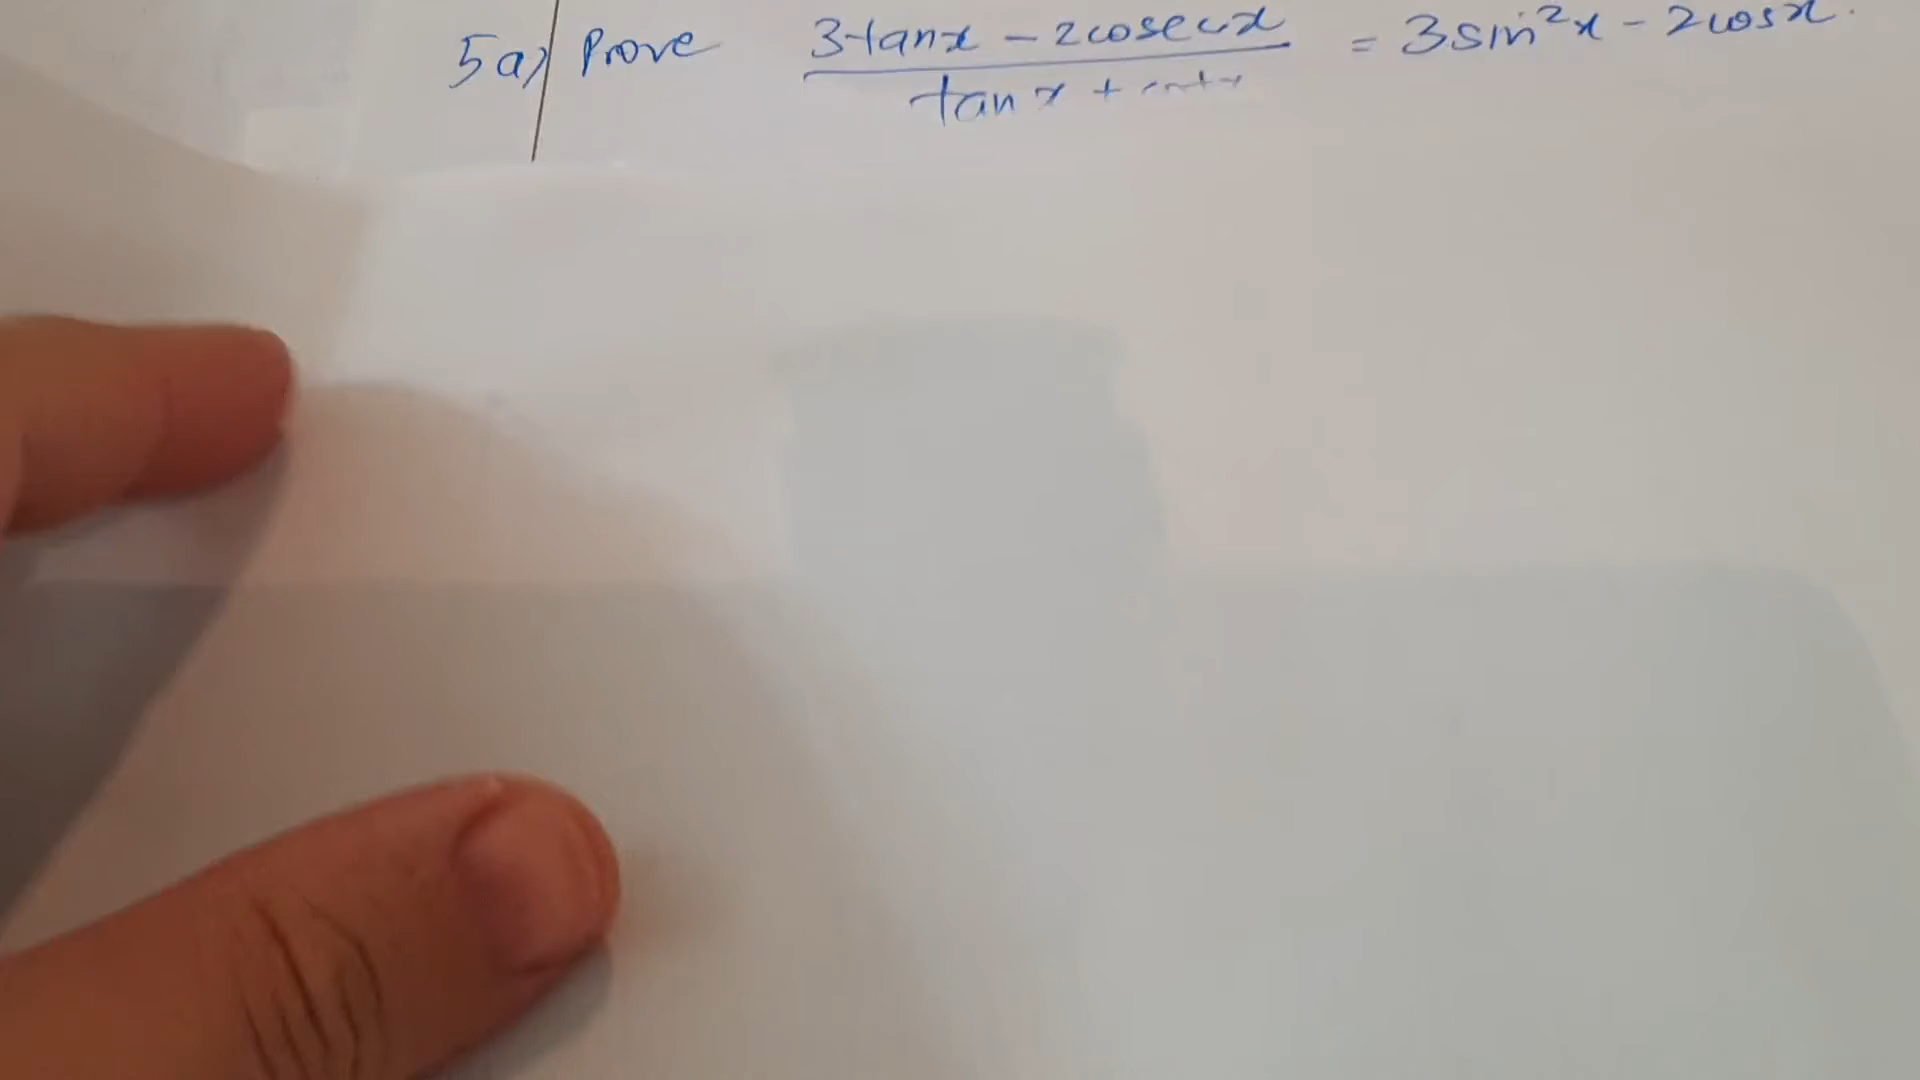 5a) Prove 3tanx - 2cosecx = 3sin²x - 2cosx.
tanx +